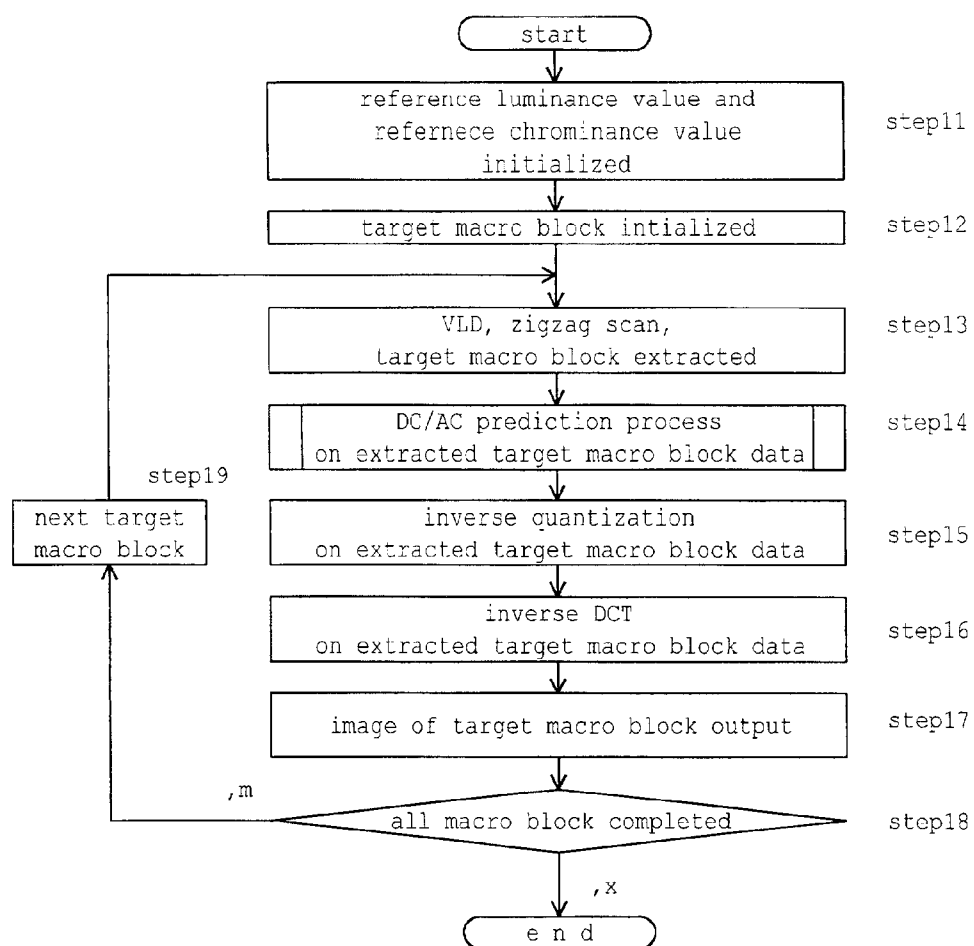 start
reference luminance value and
refernece chrominance value
initialized
step11
target macro block intialized
step12
VLD, zigzag scan,
target macro block extracted
step13
DC/AC prediction process
on extracted target macro block data
step14
step19
next target
macro block
inverse quantization
on extracted target macro block data
step15
inverse DCT
on extracted target macro block data
step16
image of target macro block output
step17
,m
all macro block completed
step18
,x
e n d